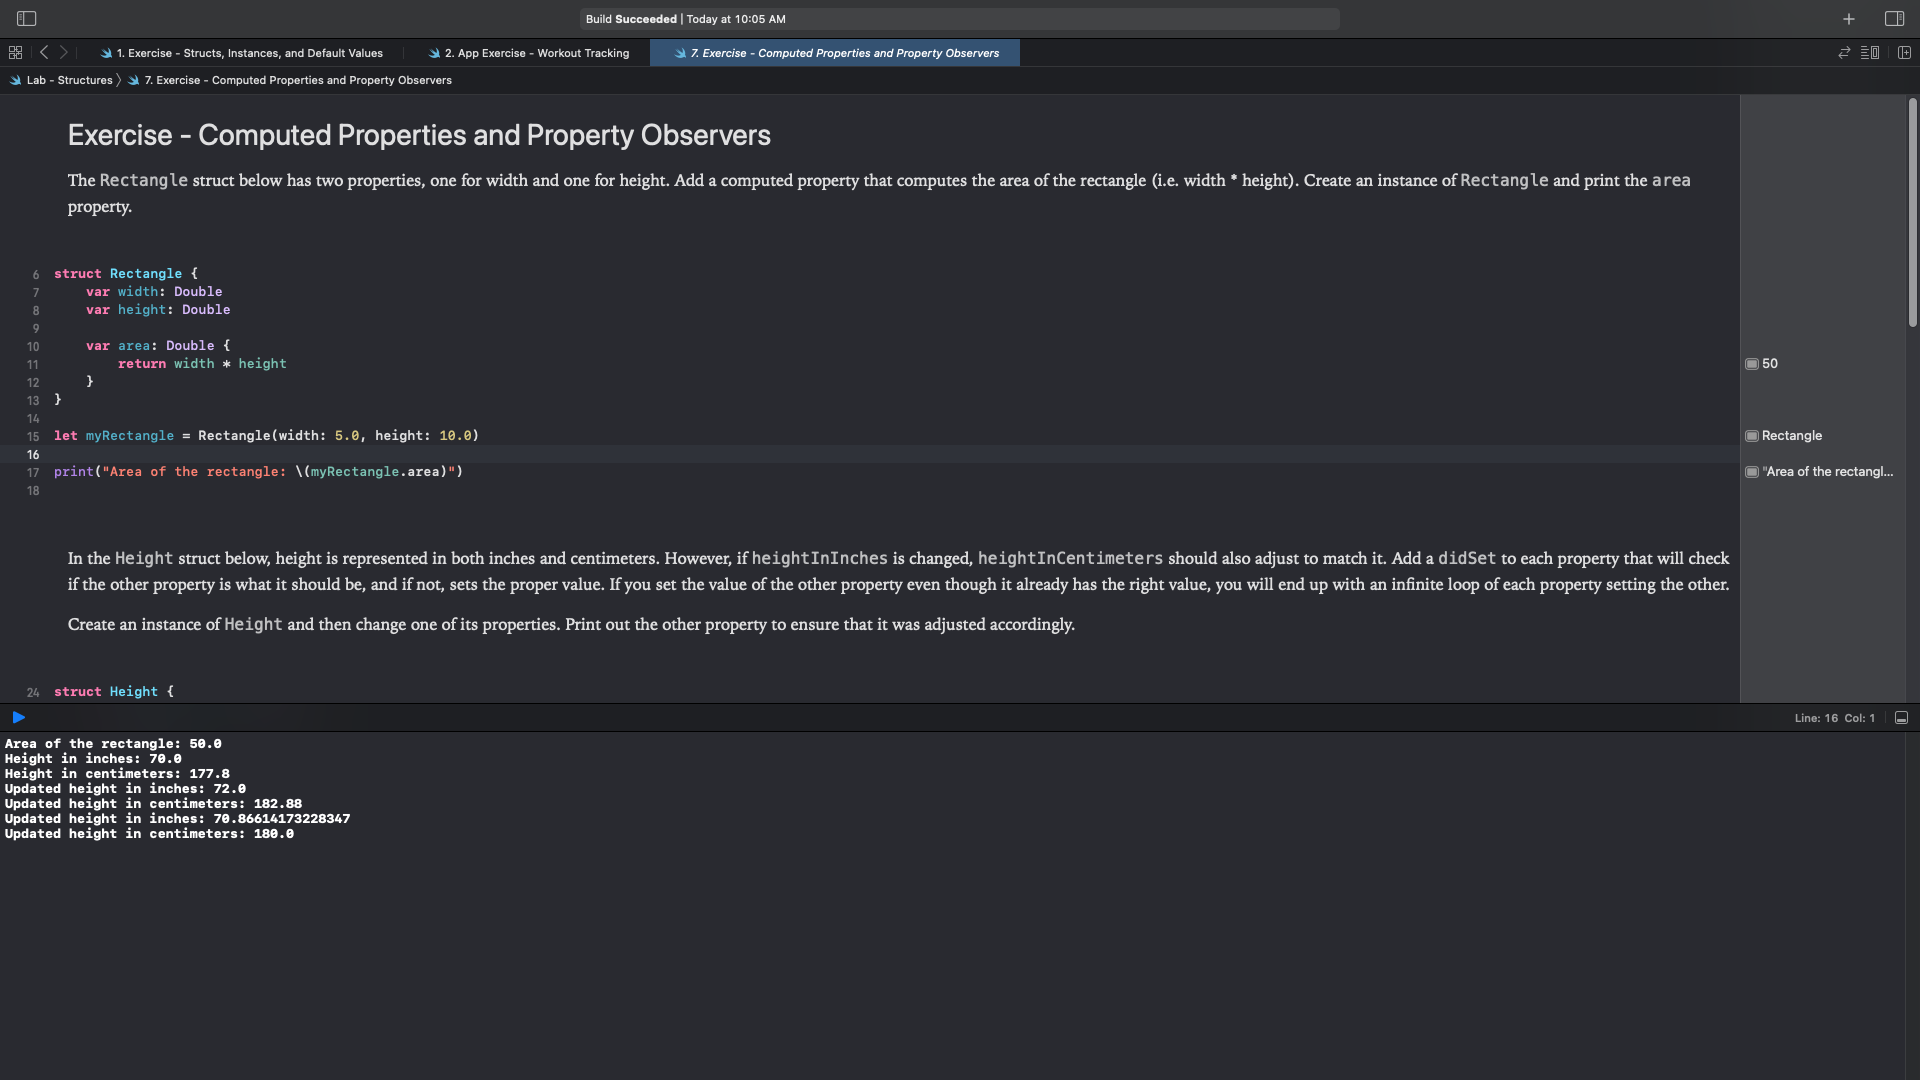 Build Succeeded | Today at 10:05 AM
1. Exercise - Structs, Instances, and Default Values
2. App Exercise - Workout Tracking
7. Exercise - Computed Properties and Property Observers
Lab - Structures 〉 7. Exercise - Computed Properties and Property Observers
Exercise - Computed Properties and Property Observers
The Rectangle struct below has two properties, one for width and one for height. Add a computed property that computes the area of the rectangle (i.e. width * height). Create an instance of Rectangle and print the area
property.
6 struct Rectangle {
7     var width: Double
8     var height: Double
9
10     var area: Double {
11         return width * height
50
12     }
13 }
14
15 let myRectangle = Rectangle(width: 5.0, height: 10.0)
Rectangle
16
17 print("Area of the rectangle: \(myRectangle.area)")
"Area of the rectangl...
18
In the Height struct below, height is represented in both inches and centimeters. However, if heightInInches is changed, heightInCentimeters should also adjust to match it. Add a didSet to each property that will check
if the other property is what it should be, and if not, sets the proper value. If you set the value of the other property even though it already has the right value, you will end up with an infinite loop of each property setting the other.
Create an instance of Height and then change one of its properties. Print out the other property to ensure that it was adjusted accordingly.
24 struct Height {
Line: 16 Col: 1
Area of the rectangle: 50.0
Height in inches: 70.0
Height in centimeters: 177.8
Updated height in inches: 72.0
Updated height in centimeters: 182.88
Updated height in inches: 70.86614173228347
Updated height in centimeters: 180.0